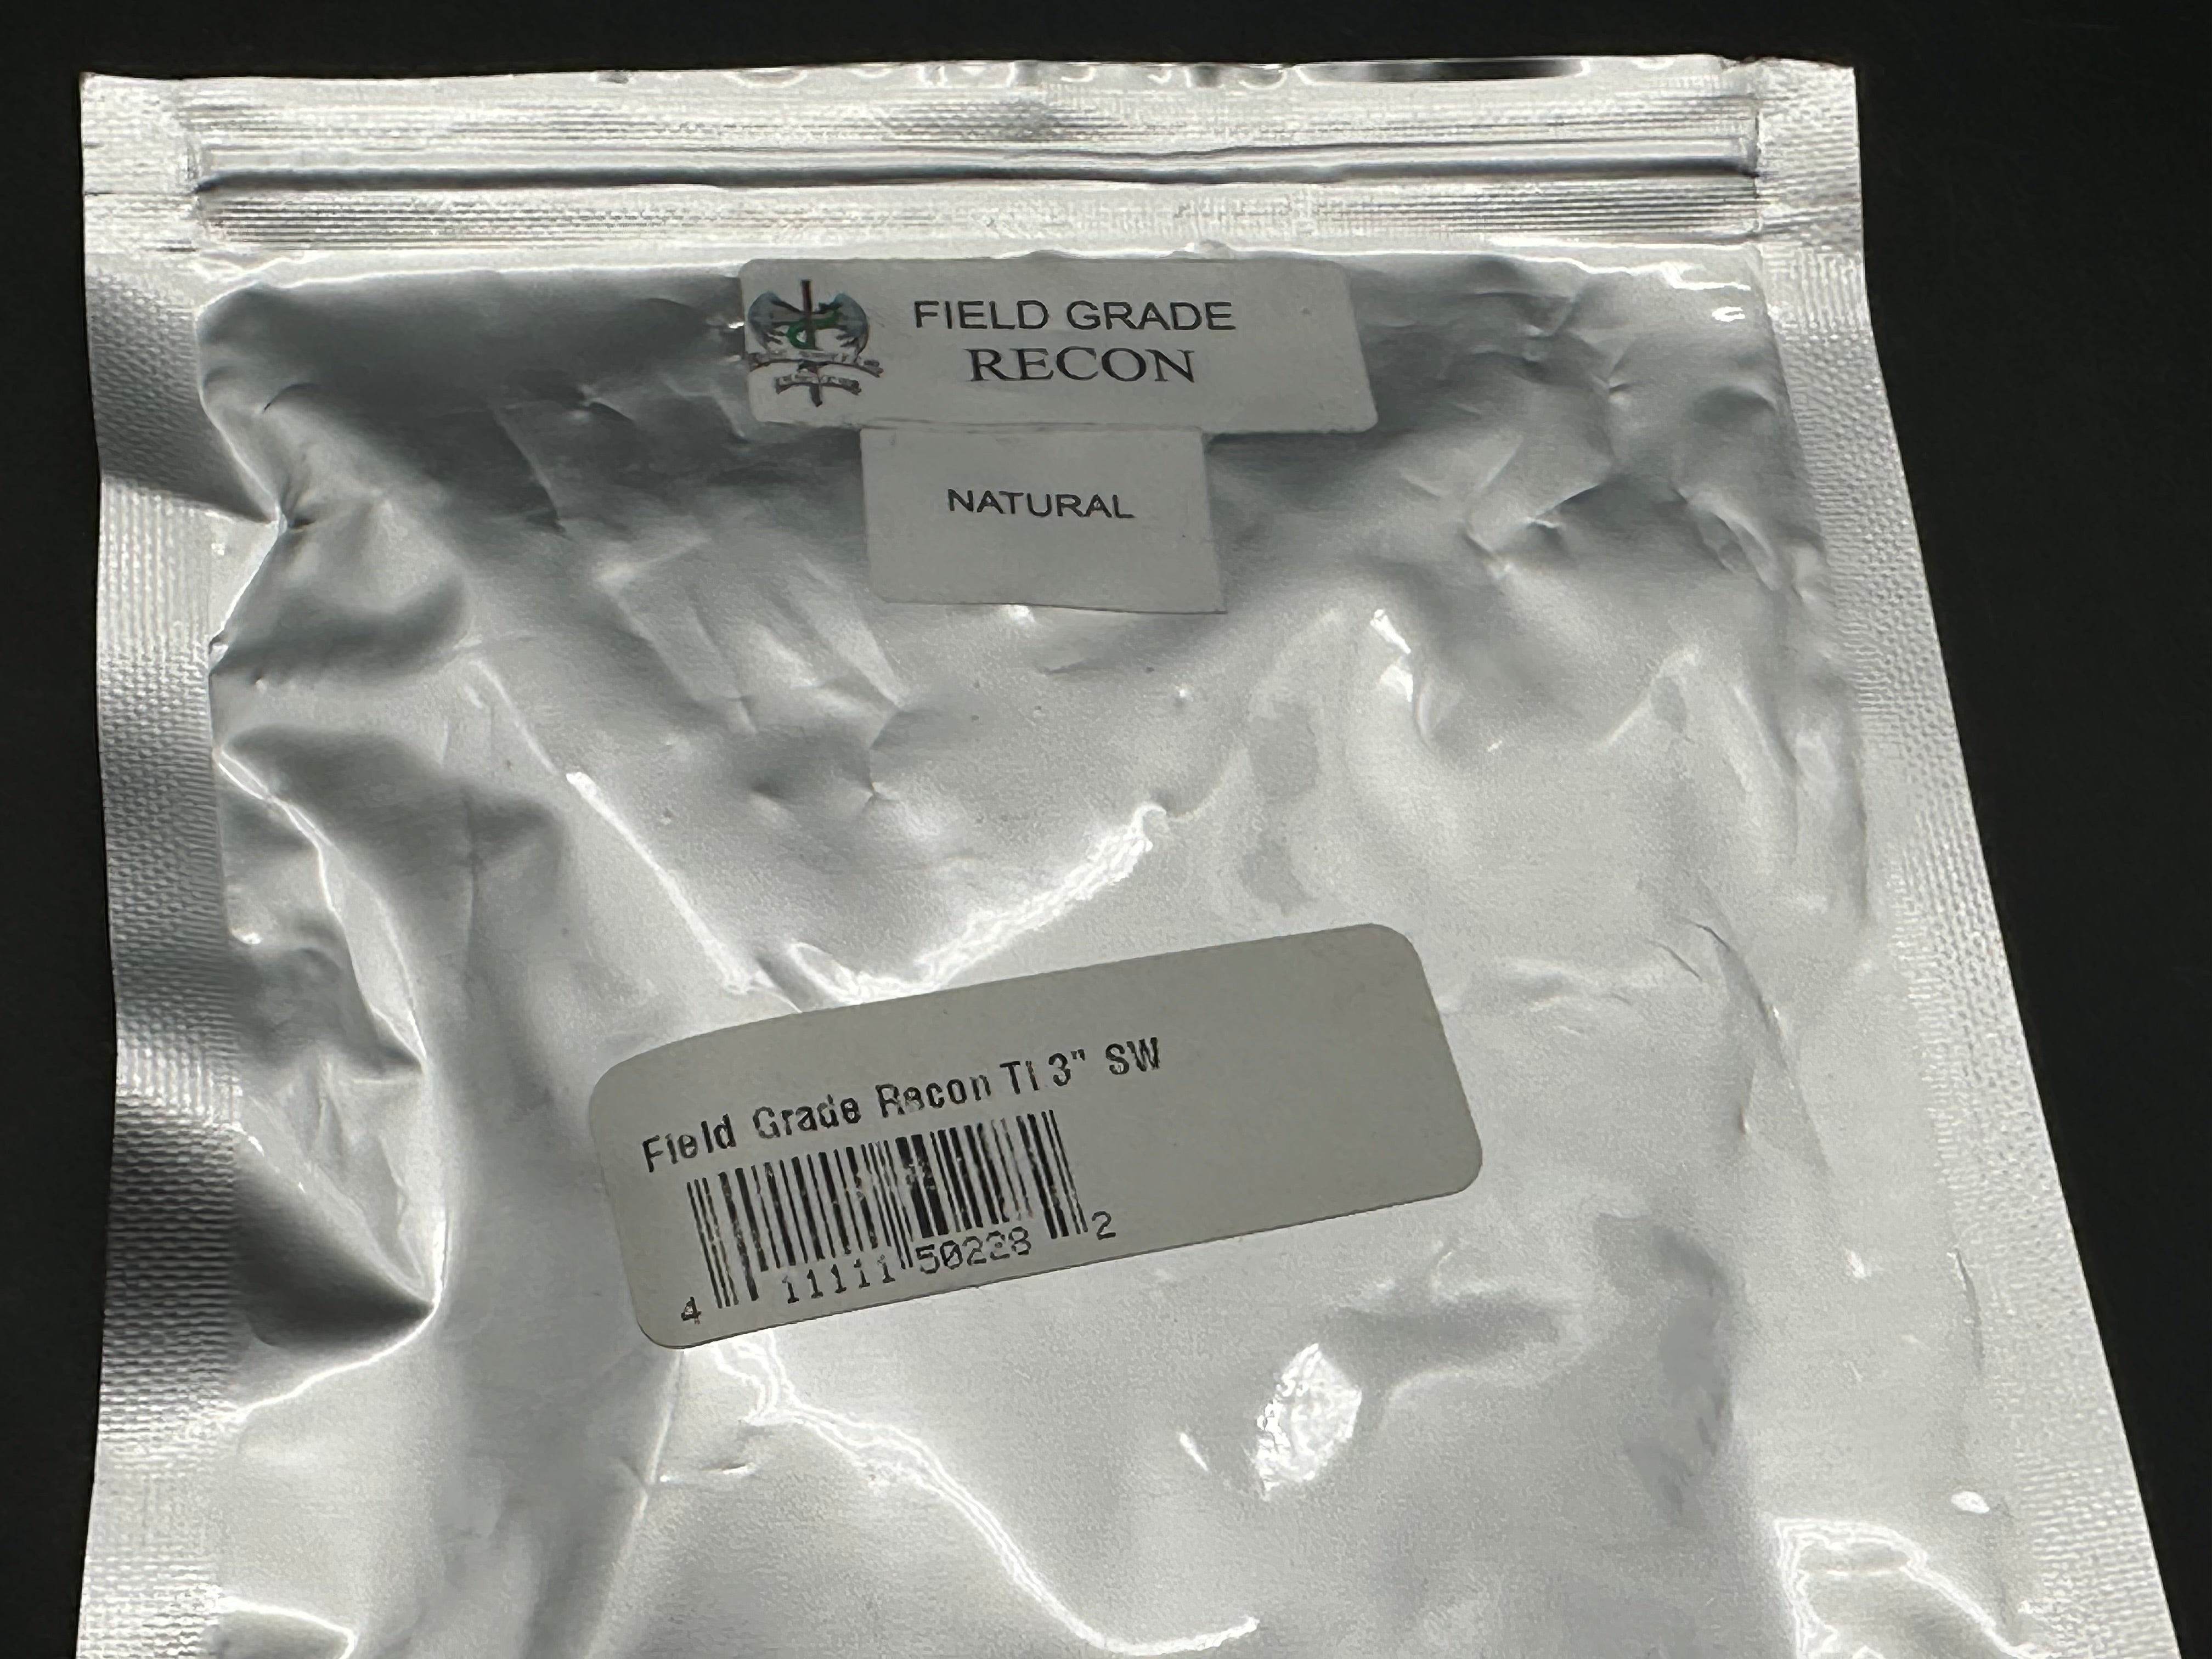 FIELD GRADE
RECON
NATURAL
Field Grade Recon TI 3" SW
4 11111 50228 2